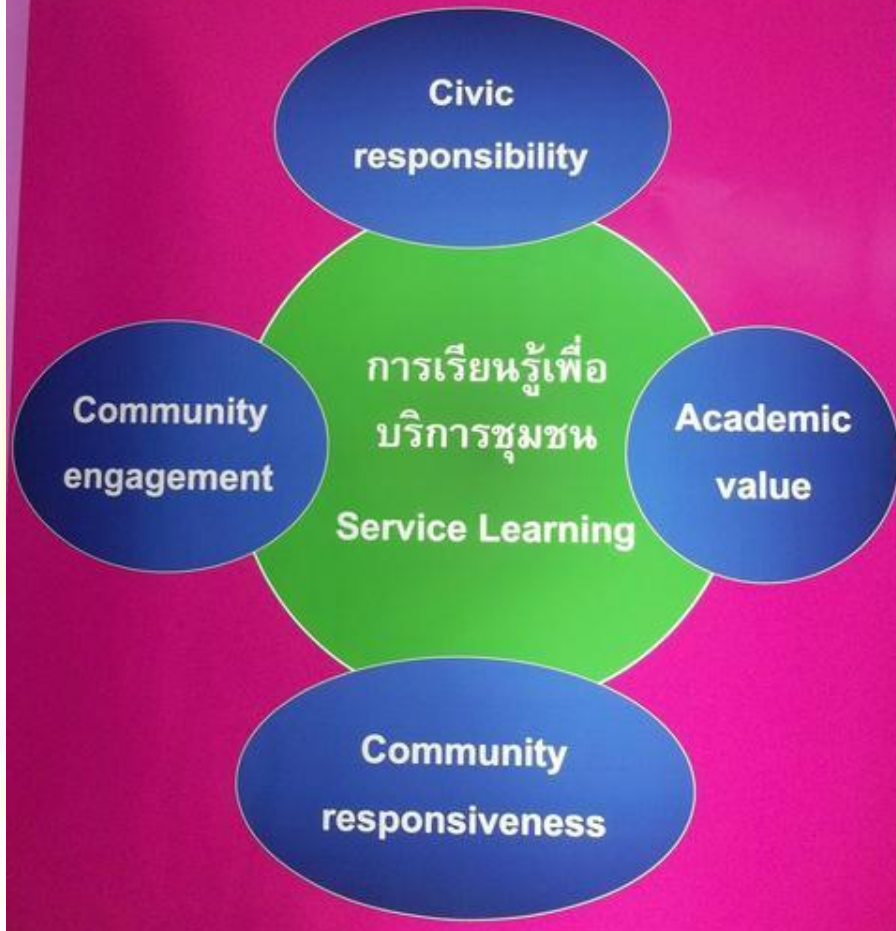 Civic
responsibility
Community
engagement
การเรียนรู้เพื่อ
บริการชุมชน
Service Learning
Academic
value
Community
responsiveness